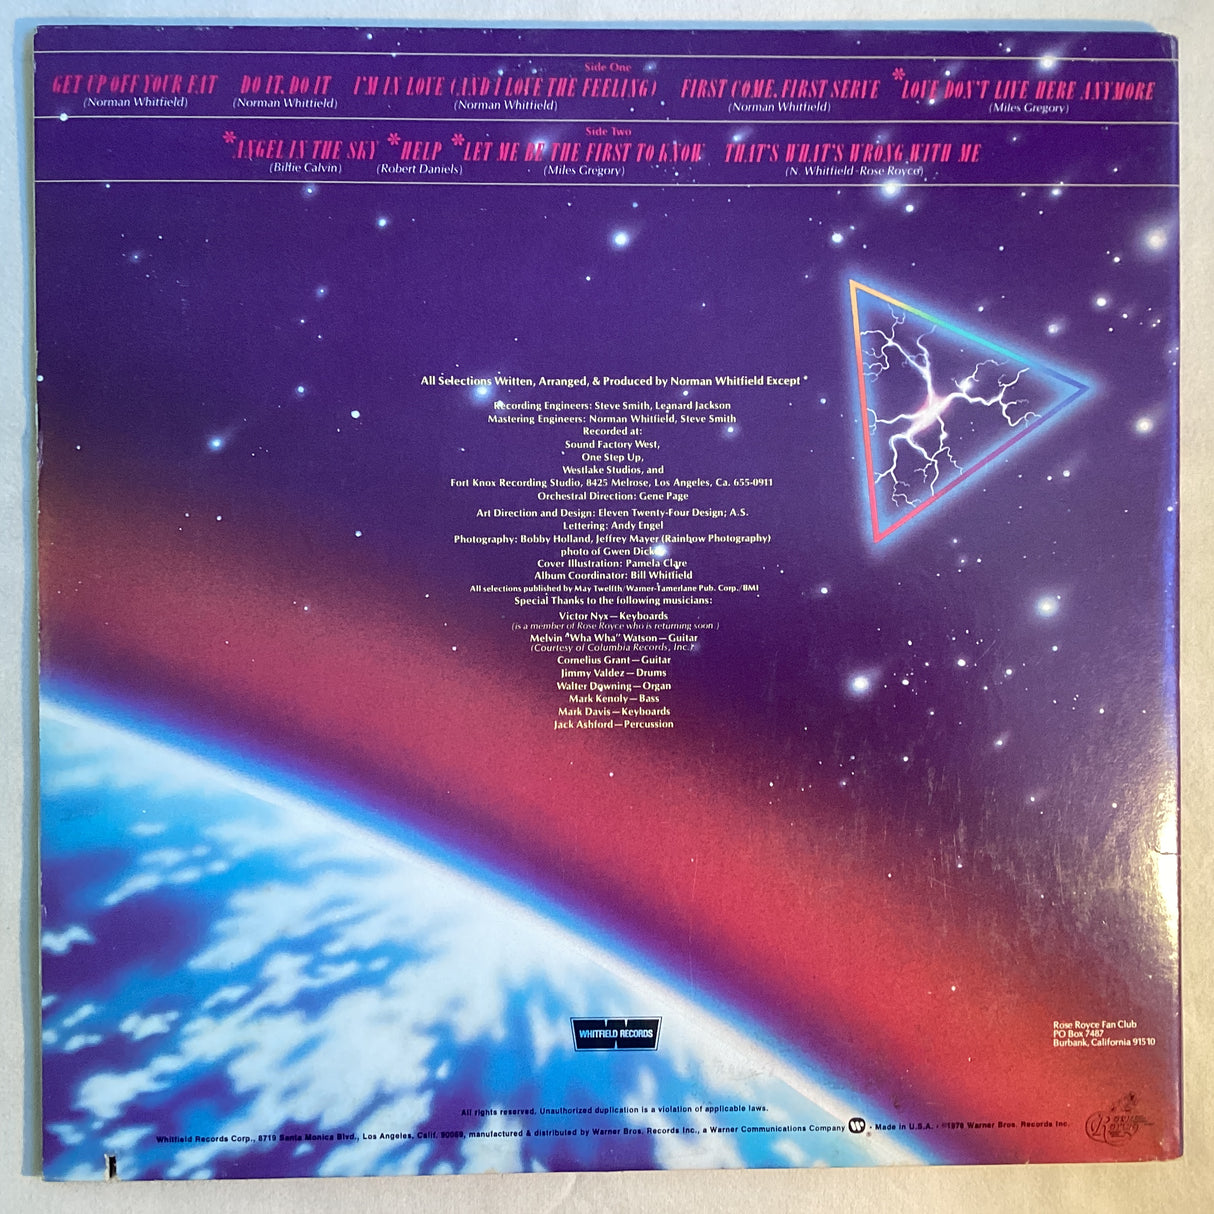 Side One
GET UP OFF YOUR FAT DO IT, DO IT I'M IN LOVE (AND I LOVE THE FEELING) FIRST COME, FIRST SERVE *LOVE DON'T LIVE HERE ANYMORE
(Norman Whitfield) (Norman Whitfield) (Norman Whitfield) (Norman Whitfield) (Miles Gregory)
Side Two
*ANGEL IN THE SKY *HELP *LET ME BE THE FIRST TO KNOW THAT'S WHAT'S WRONG WITH ME
(Billie Calvin) (Robert Daniels) (Miles Gregory) (N. Whitfield-Rose Royce)
All Selections Written, Arranged, & Produced by Norman Whitfield Except *
Recording Engineers: Steve Smith, Leanard Jackson
Mastering Engineers: Norman Whitfield, Steve Smith
Recorded at:
Sound Factory West,
One Step Up,
Westlake Studios, and
Fort Knox Recording Studio, 8425 Melrose, Los Angeles, Ca. 655-0911
Orchestral Direction: Gene Page
Art Direction and Design: Eleven Twenty-Four Design; A.S.
Lettering: Andy Engel
Photography: Bobby Holland, Jeffrey Mayer (Rainbow Photography)
photo of Gwen Dickey
Cover Illustration: Pamela Clare
Album Coordinator: Bill Whitfield
All selections published by May Twelfth/Warner-Tamerlane Pub. Corp./BMI
Special Thanks to the following musicians:
Victor Nyx—Keyboards
(is a member of Rose Royce who is returning soon.)
Melvin "Wha Wha" Watson—Guitar
(Courtesy of Columbia Records, Inc.)
Cornelius Grant—Guitar
Jimmy Valdez—Drums
Walter Downing—Organ
Mark Kenoly—Bass
Mark Davis—Keyboards
Jack Ashford—Percussion
WHITFIELD RECORDS
Rose Royce Fan Club
PO Box 7487
Burbank, California 91510
All rights reserved. Unauthorized duplication is a violation of applicable laws.
Whitfield Records Corp., 8719 Santa Monica Blvd., Los Angeles, Calif. 90069, manufactured & distributed by Warner Bros. Records Inc., a Warner Communications Company W ® • Made in U.S.A. • ©1978 Warner Bros. Records Inc.